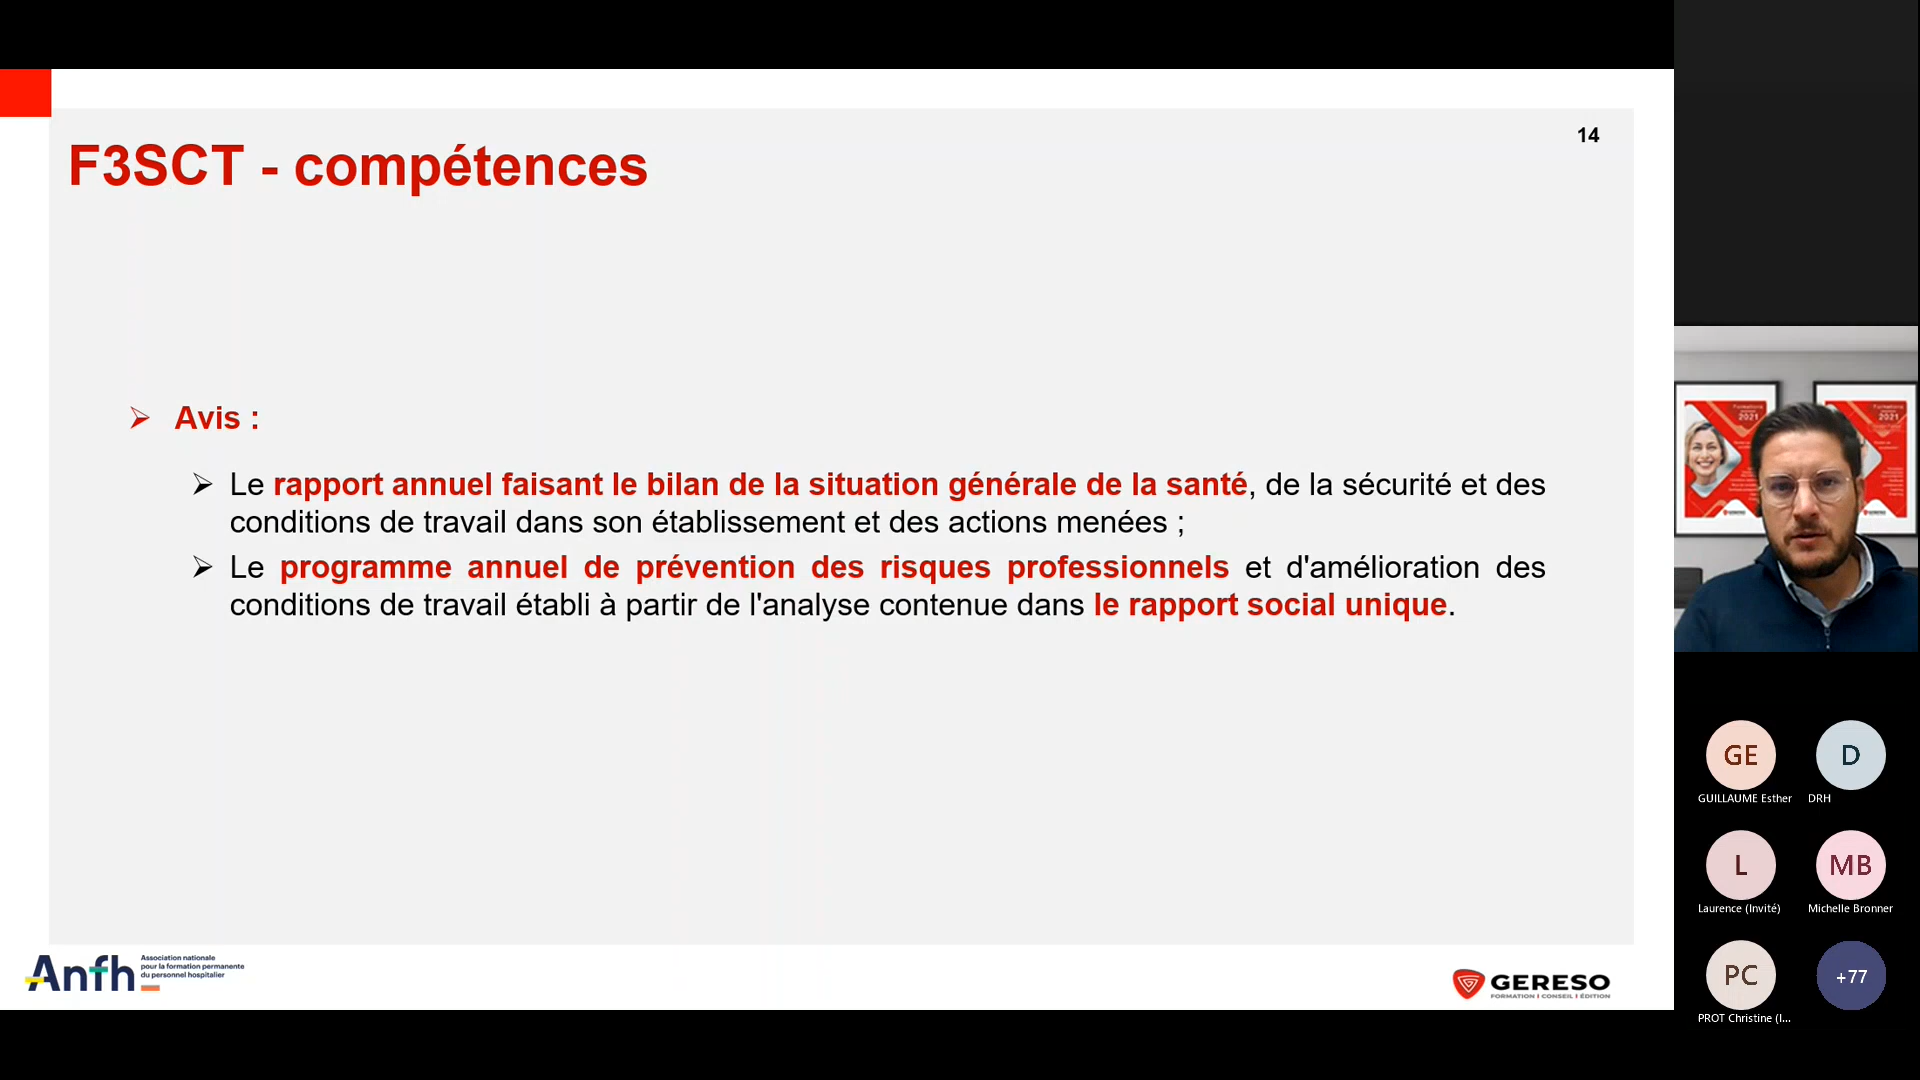 14
F3SCT - compétences
Avis :
Le rapport annuel faisant le bilan de la situation générale de la santé, de la sécurité et des
conditions de travail dans son établissement et des actions menées ;
Le programme annuel de prévention des risques professionnels et d'amélioration des
conditions de travail établi à partir de l'analyse contenue dans le rapport social unique.
Anfh
Association nationale
pour la formation permanente
du personnel hospitalier
GERESO
FORMATION I CONSEIL I ÉDITION
Formations
2021
Formations
2021
GE
GUILLAUME Esther
D
DRH
L
Laurence (Invité)
MB
Michelle Bronner
PC
PROT Christine (I...
+77